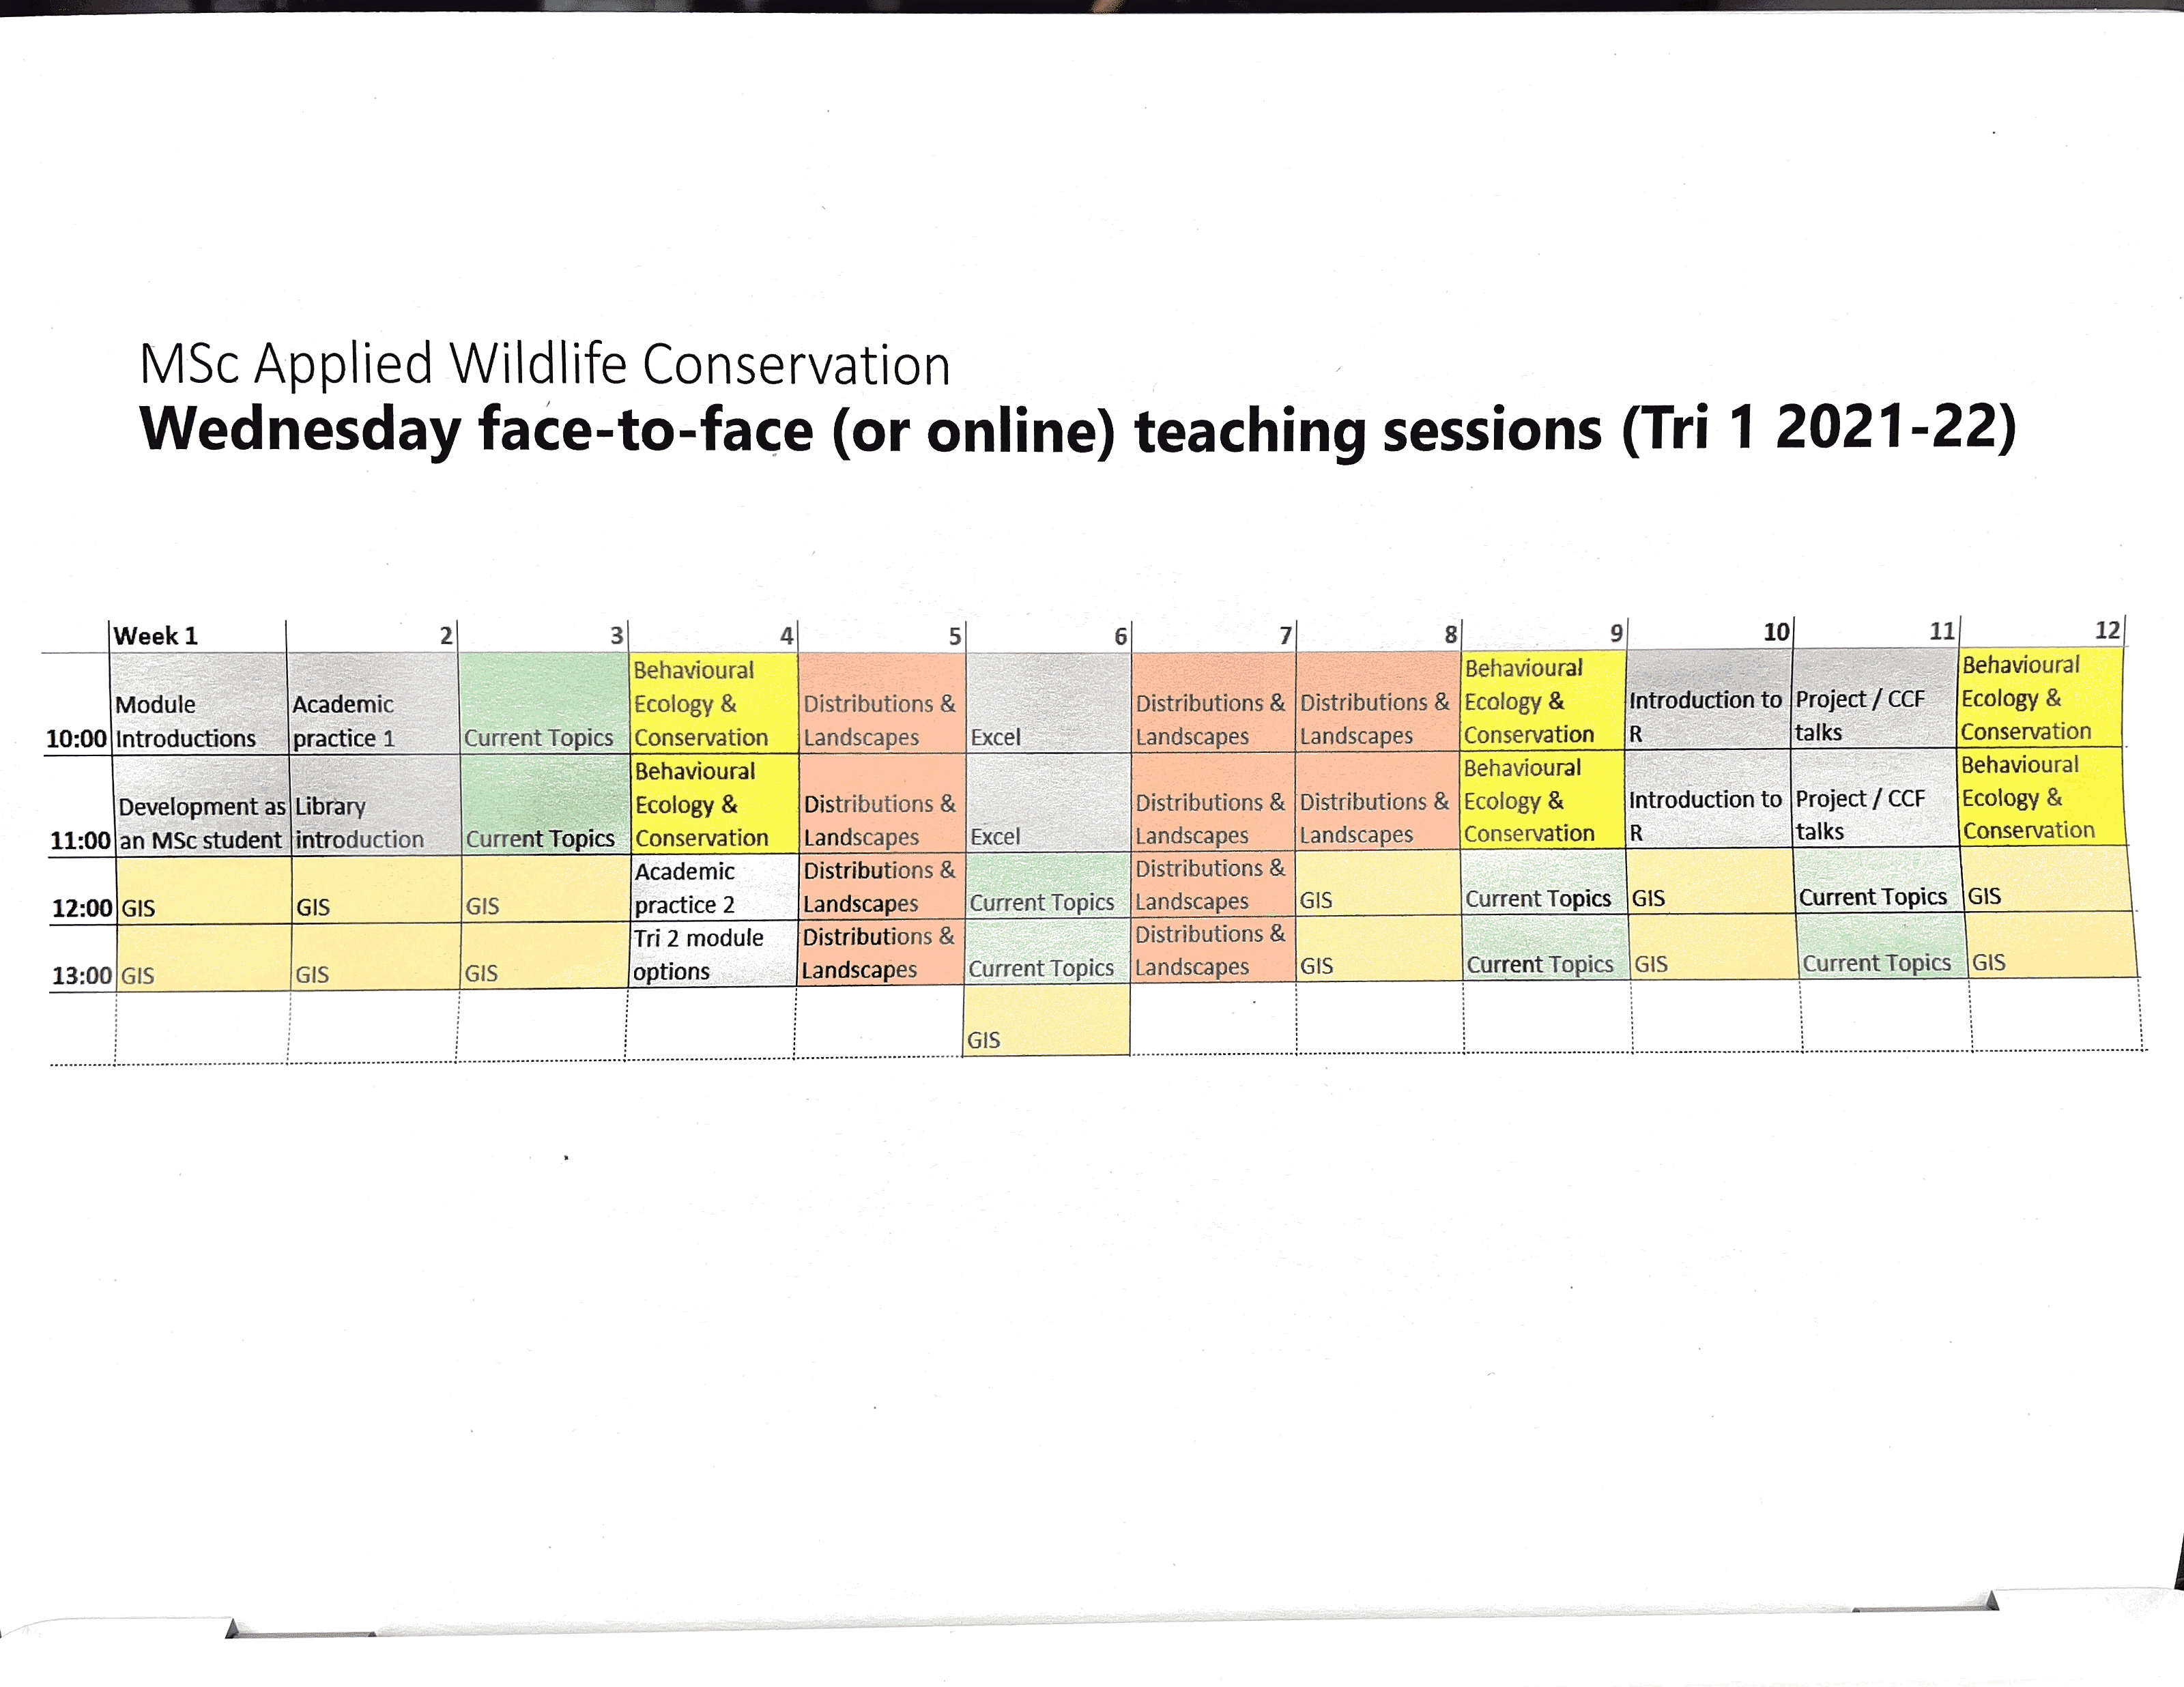 MSc Applied Wildlife Conservation
Wednesday face-to-face (or online) teaching sessions (Tri 1 2021-22)
Week 1 2 3 4 5 6 7 8 9 10 11 12
10:00 Module Introductions Academic practice 1 Current Topics Behavioural Ecology & Conservation Distributions & Landscapes Excel Distributions & Landscapes Distributions & Landscapes Behavioural Ecology & Conservation Introduction to R Project / CCF talks Behavioural Ecology & Conservation
11:00 Development as an MSc student Library introduction Current Topics Behavioural Ecology & Conservation Distributions & Landscapes Excel Distributions & Landscapes Distributions & Landscapes Behavioural Ecology & Conservation Introduction to R Project / CCF talks Behavioural Ecology & Conservation
12:00 GIS GIS GIS Academic practice 2 Distributions & Landscapes Current Topics Distributions & Landscapes GIS Current Topics GIS Current Topics GIS
13:00 GIS GIS GIS Tri 2 module options Distributions & Landscapes Current Topics Distributions & Landscapes GIS Current Topics GIS Current Topics GIS
GIS